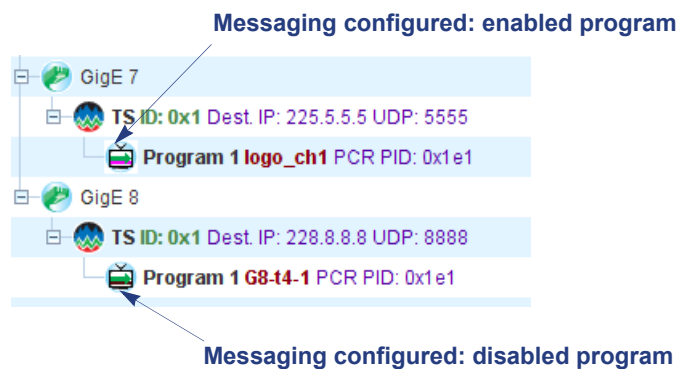 Messaging configured: enabled program
GigE 7
TS ID: 0x1 Dest. IP: 225.5.5.5 UDP: 5555
Program 1 logo_ch1 PCR PID: 0x1e1
GigE 8
TS ID: 0x1 Dest. IP: 228.8.8.8 UDP: 8888
Program 1 G8-t4-1 PCR PID: 0x1e1
Messaging configured: disabled program